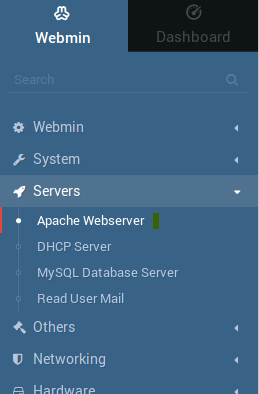 Webmin
Dashboard
Search
Webmin
System
Servers
Apache Webserver
DHCP Server
MySQL Database Server
Read User Mail
Others
Networking
Hardware